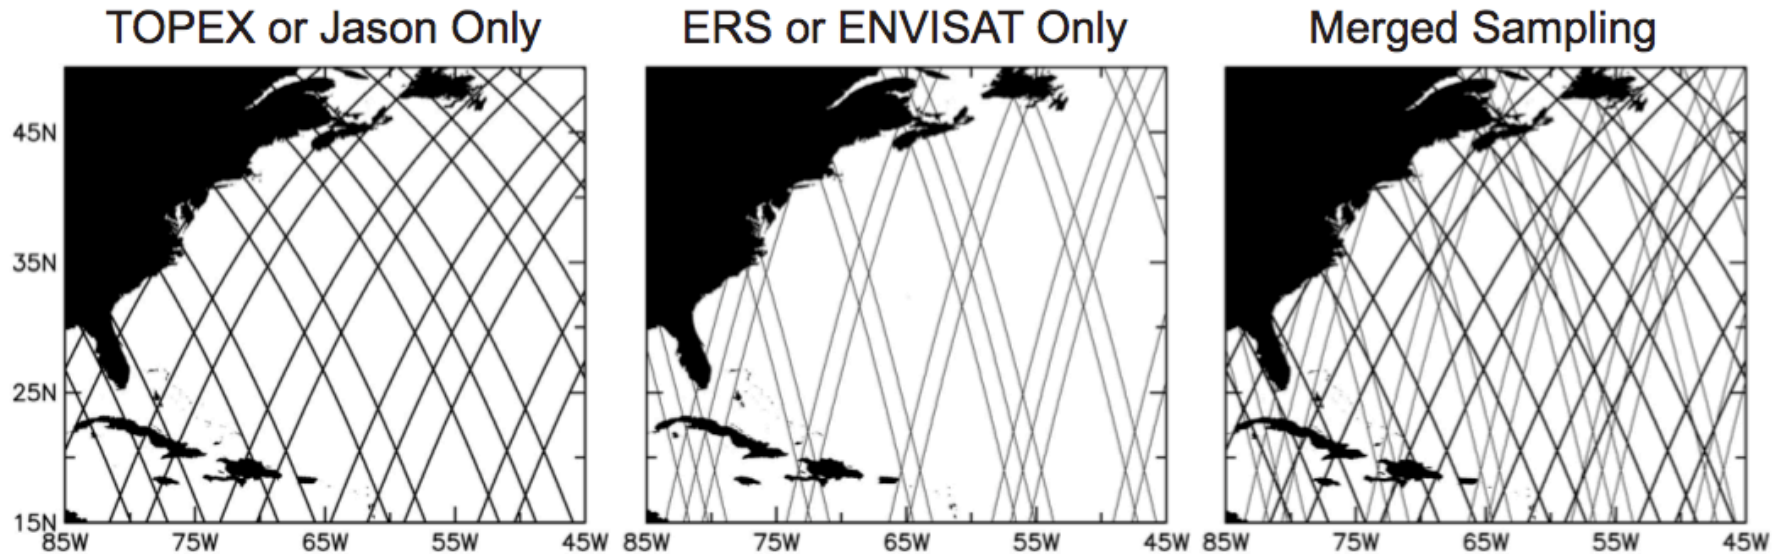 TOPEX or Jason Only
ERS or ENVISAT Only
Merged Sampling
45N
35N
25N
15N
85W 75W 65W 55W 45W
85W 75W 65W 55W 45W
85W 75W 65W 55W 45W